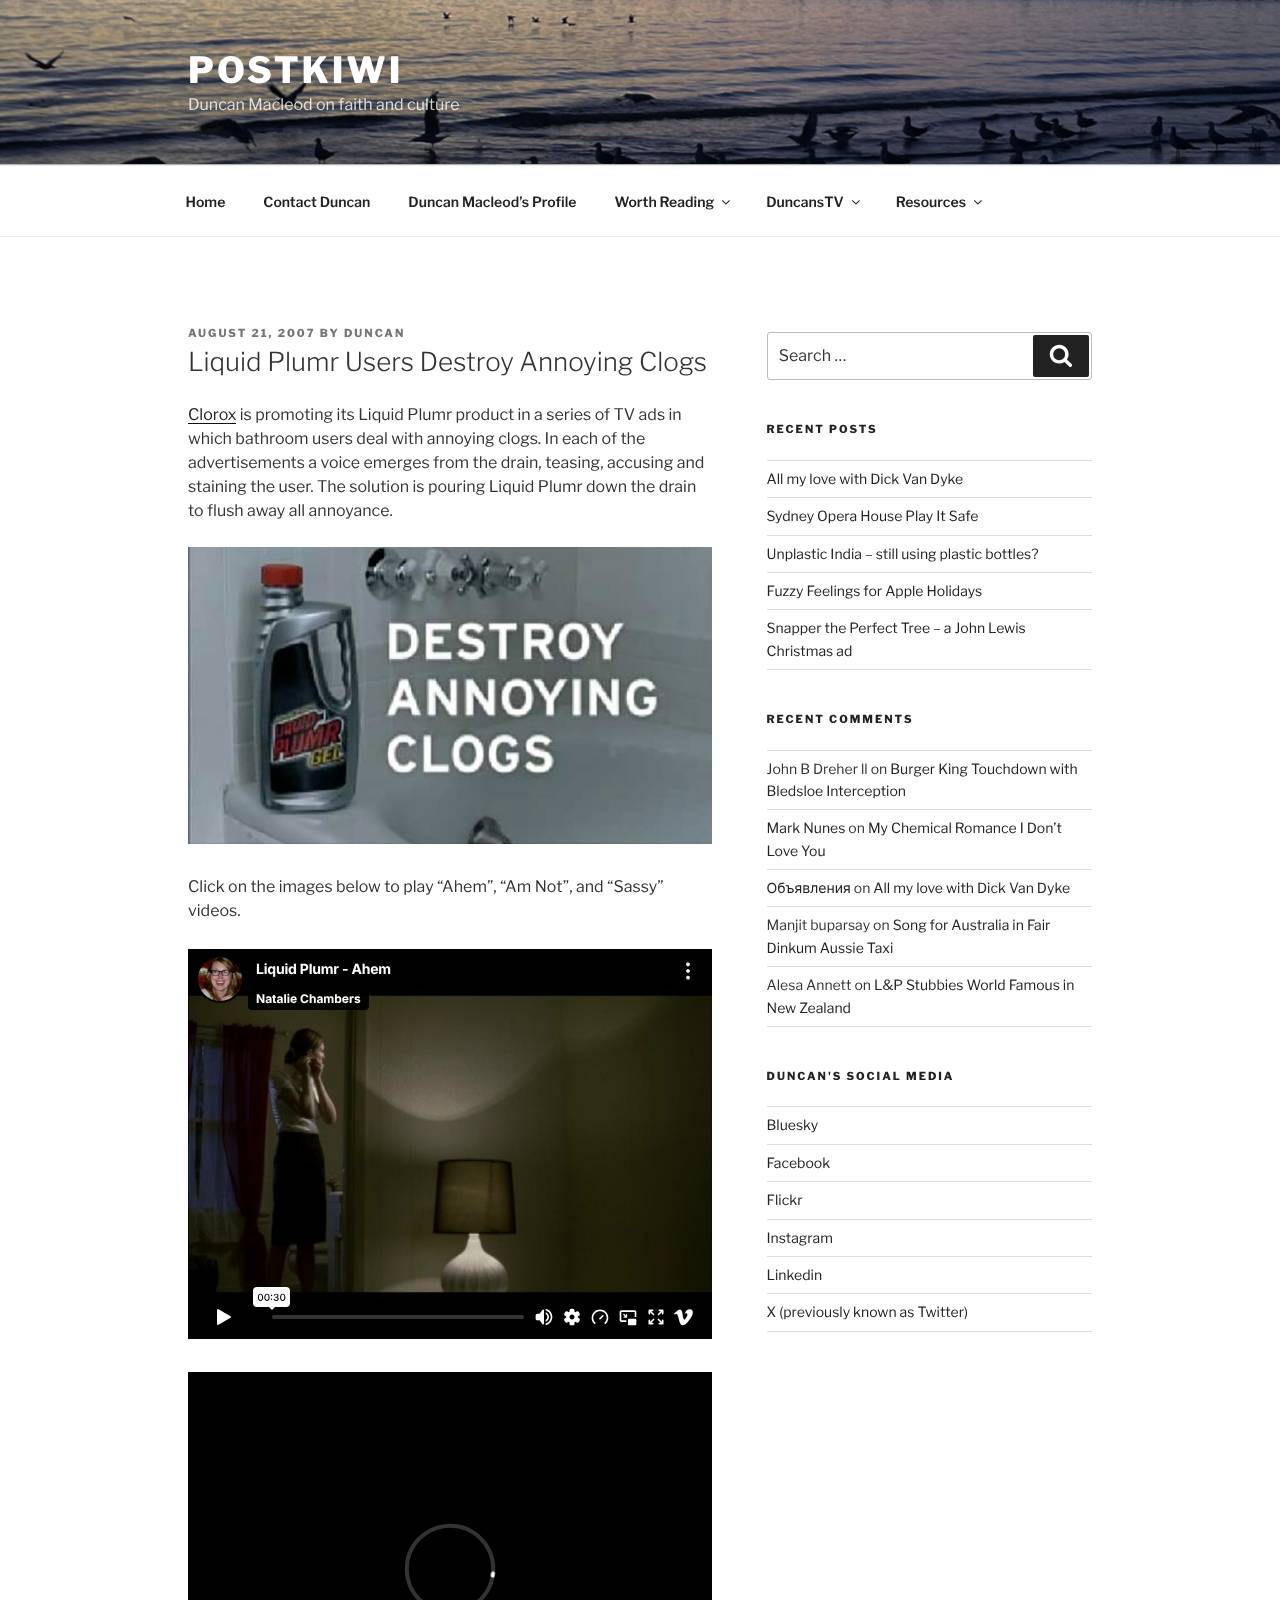 POSTKIWI
Duncan Macleod on faith and culture
Home
Contact Duncan
Duncan Macleod’s Profile
Worth Reading
DuncansTV
Resources
AUGUST 21, 2007 BY DUNCAN
Liquid Plumr Users Destroy Annoying Clogs
Clorox is promoting its Liquid Plumr product in a series of TV ads in
which bathroom users deal with annoying clogs. In each of the
advertisements a voice emerges from the drain, teasing, accusing and
staining the user. The solution is pouring Liquid Plumr down the drain
to flush away all annoyance.
DESTROY
ANNOYING
CLOGS
LIQUID
PLUMR
GEL
Click on the images below to play “Ahem”, “Am Not”, and “Sassy”
videos.
Liquid Plumr - Ahem
Natalie Chambers
00:30
Search …
RECENT POSTS
All my love with Dick Van Dyke
Sydney Opera House Play It Safe
Unplastic India – still using plastic bottles?
Fuzzy Feelings for Apple Holidays
Snapper the Perfect Tree – a John Lewis
Christmas ad
RECENT COMMENTS
John B Dreher ll on Burger King Touchdown with
Bledsloe Interception
Mark Nunes on My Chemical Romance I Don’t
Love You
Объявления on All my love with Dick Van Dyke
Manjit buparsay on Song for Australia in Fair
Dinkum Aussie Taxi
Alesa Annett on L&P Stubbies World Famous in
New Zealand
DUNCAN'S SOCIAL MEDIA
Bluesky
Facebook
Flickr
Instagram
Linkedin
X (previously known as Twitter)